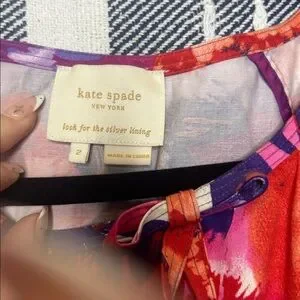 kate spade
NEW YORK
look for the silver lining
2
MADE IN CHINA